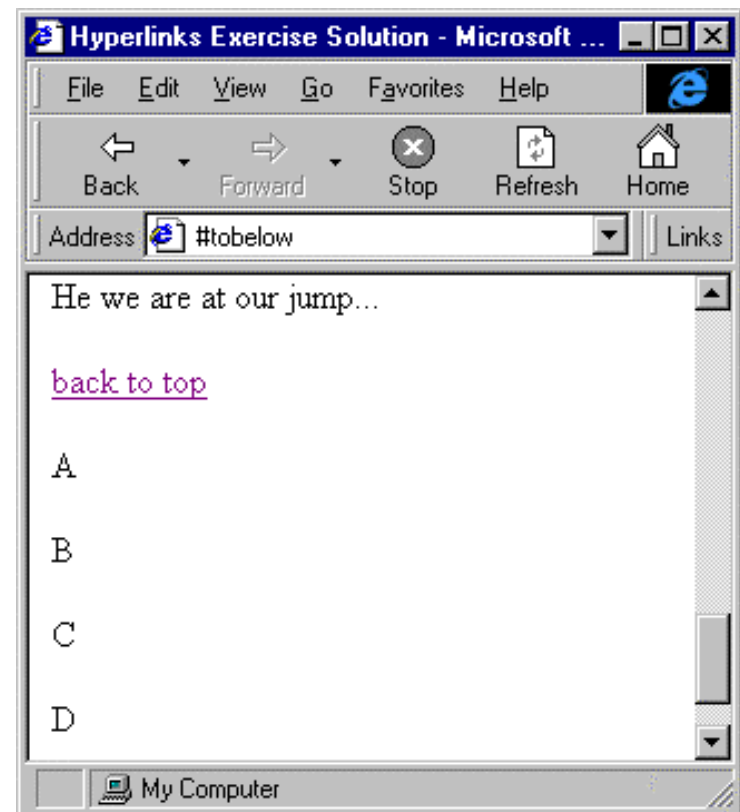 Hyperlinks Exercise Solution - Microsoft ...
File Edit View Go Favorites Help
Back Forward Stop Refresh Home
Address #tobelow Links
He we are at our jump...
back to top
A
B
C
D
My Computer